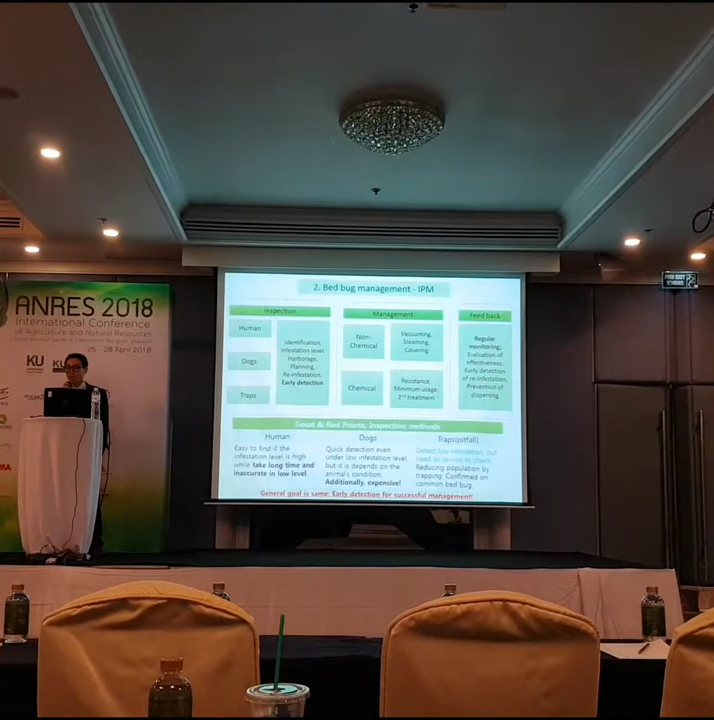 ANRES 2018
International Conference
of Agriculture and Natural Resources
26 - 28 April 2018
KU
2. Bed bug management - IPM
Inspection
Management
Feed back
Human
Dogs
Traps
Identification,
Infestation level,
Harborage,
Planning,
Re-infestation,
Early detection
Non-
Chemical
Vacuuming,
Steaming,
Covering
Chemical
Resistance,
Minimum usage,
2nd treatment
Regular
monitoring,
Evaluation of
effectiveness,
Early detection
of re-infestation,
Prevention of
dispering
Good & Bad Points; Inspection methods
Human
Easy to find if the
infestation level is high
while take long time and
inaccurate in low level.
Dogs
Quick detection even
under low infestation level
but it is depends on the
animal's condition.
Additionally, expensive!
Traps(pitfall)
Detect low infestation, but
need to re-visit to check.
Reducing population by
trapping. Confirmed on
common bed bug.
General goal is same: Early detection for successful management!